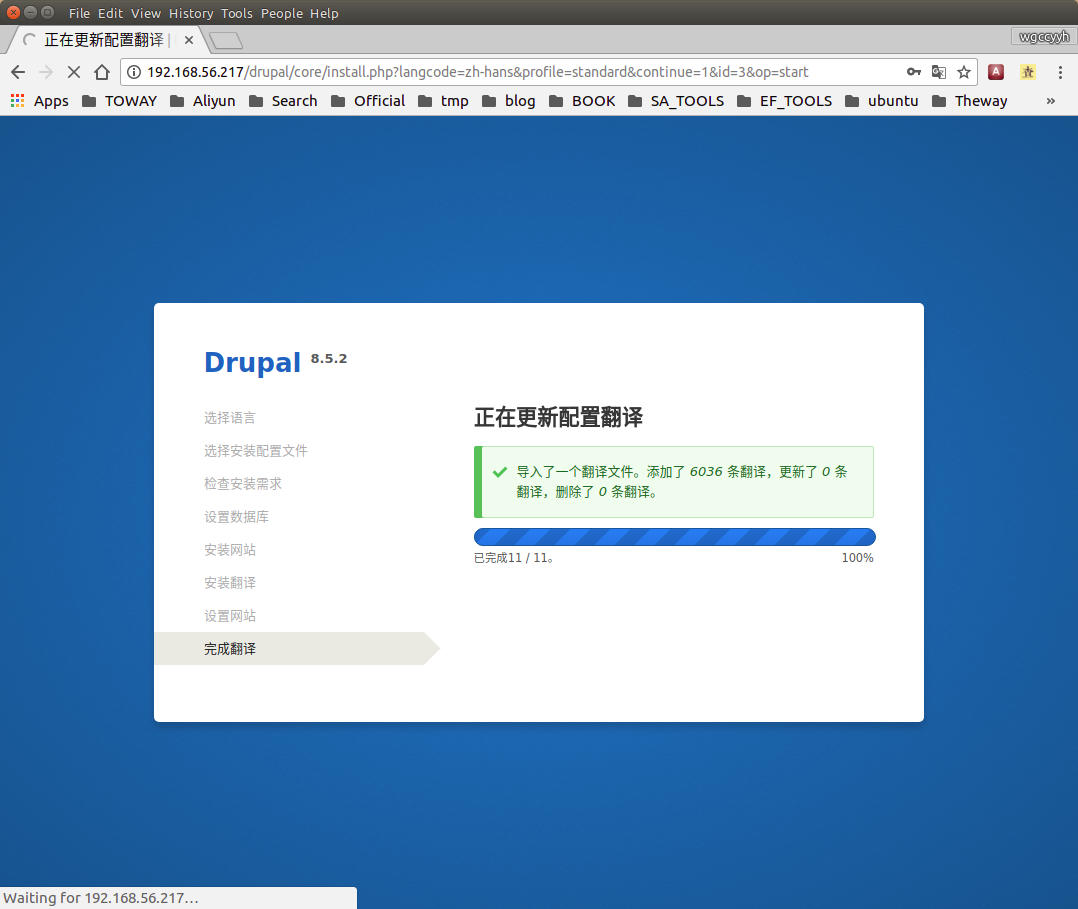 File Edit View History Tools People Help
正在更新配置翻译 |
wgccyyh
192.168.56.217/drupal/core/install.php?langcode=zh-hans&profile=standard&continue=1&id=3&op=start
A
Apps TOWAY Aliyun Search Official tmp blog BOOK SA_TOOLS EF_TOOLS ubuntu Theway »
Drupal 8.5.2
选择语言
选择安装配置文件
检查安装需求
设置数据库
安装网站
安装翻译
设置网站
完成翻译
正在更新配置翻译
导入了一个翻译文件。添加了 6036 条翻译，更新了 0 条
翻译，删除了 0 条翻译。
已完成11 / 11。 100%
Waiting for 192.168.56.217…